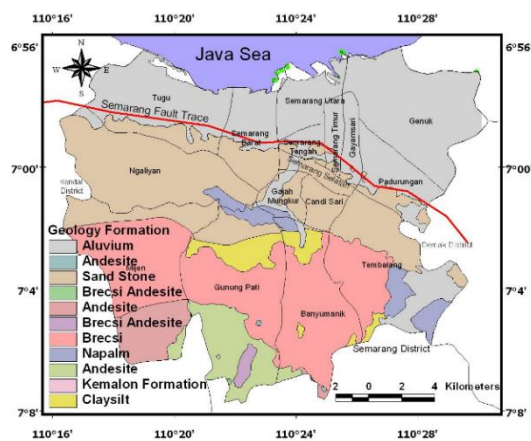 110°16' 110°20' 110°24' 110°28'
6°56' 6°56'
N
W E
S
Java Sea
Tugu
Semarang Utara
Genuk
Semarang Fault Trace
Semarang Barat
Semarang Tengah
Semarang Timur
Gayamsari
7°00' 7°00'
Ngaliyan
Semarang Selatan
Padurungan
Kendal District
Gajah Mungkur
Candi Sari
Demak District
Geology Formation
Aluvium
Andesite
Sand Stone
Brecsi Andesite
Andesite
Brecsi Andesite
Brecsi
Napalm
Andesite
Kemalon Formation
Claysilt
Mijen
Gunung Pati
Tembalang
Banyumanik
7°4' 7°4'
Semarang District
2 0 2 4 Kilometers
7°8' 7°8'
110°16' 110°20' 110°24' 110°28'